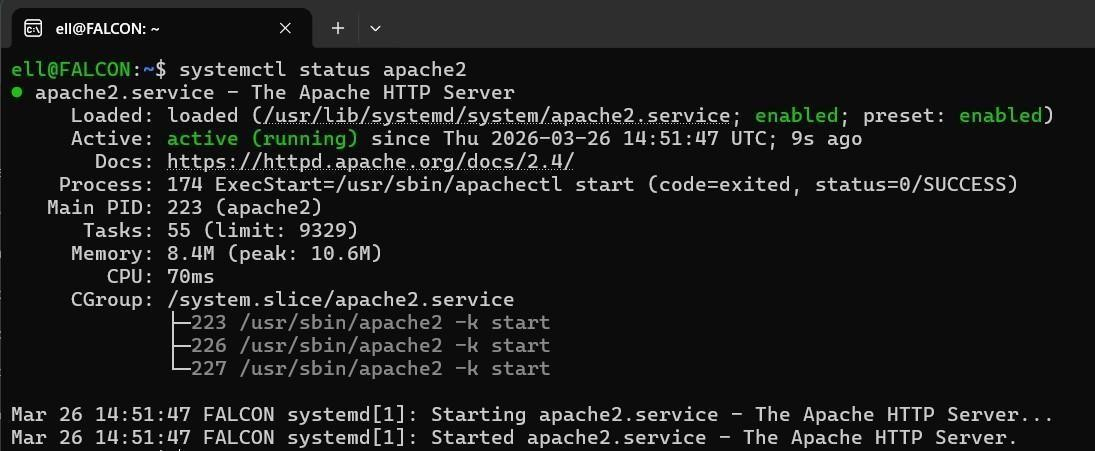 ell@FALCON: ~
ell@FALCON:~$ systemctl status apache2
● apache2.service - The Apache HTTP Server
Loaded: loaded (/usr/lib/systemd/system/apache2.service; enabled; preset: enabled)
Active: active (running) since Thu 2026-03-26 14:51:47 UTC; 9s ago
Docs: https://httpd.apache.org/docs/2.4/
Process: 174 ExecStart=/usr/sbin/apachectl start (code=exited, status=0/SUCCESS)
Main PID: 223 (apache2)
Tasks: 55 (limit: 9329)
Memory: 8.4M (peak: 10.6M)
CPU: 70ms
CGroup: /system.slice/apache2.service
├─223 /usr/sbin/apache2 -k start
├─226 /usr/sbin/apache2 -k start
└─227 /usr/sbin/apache2 -k start
Mar 26 14:51:47 FALCON systemd[1]: Starting apache2.service - The Apache HTTP Server...
Mar 26 14:51:47 FALCON systemd[1]: Started apache2.service - The Apache HTTP Server.